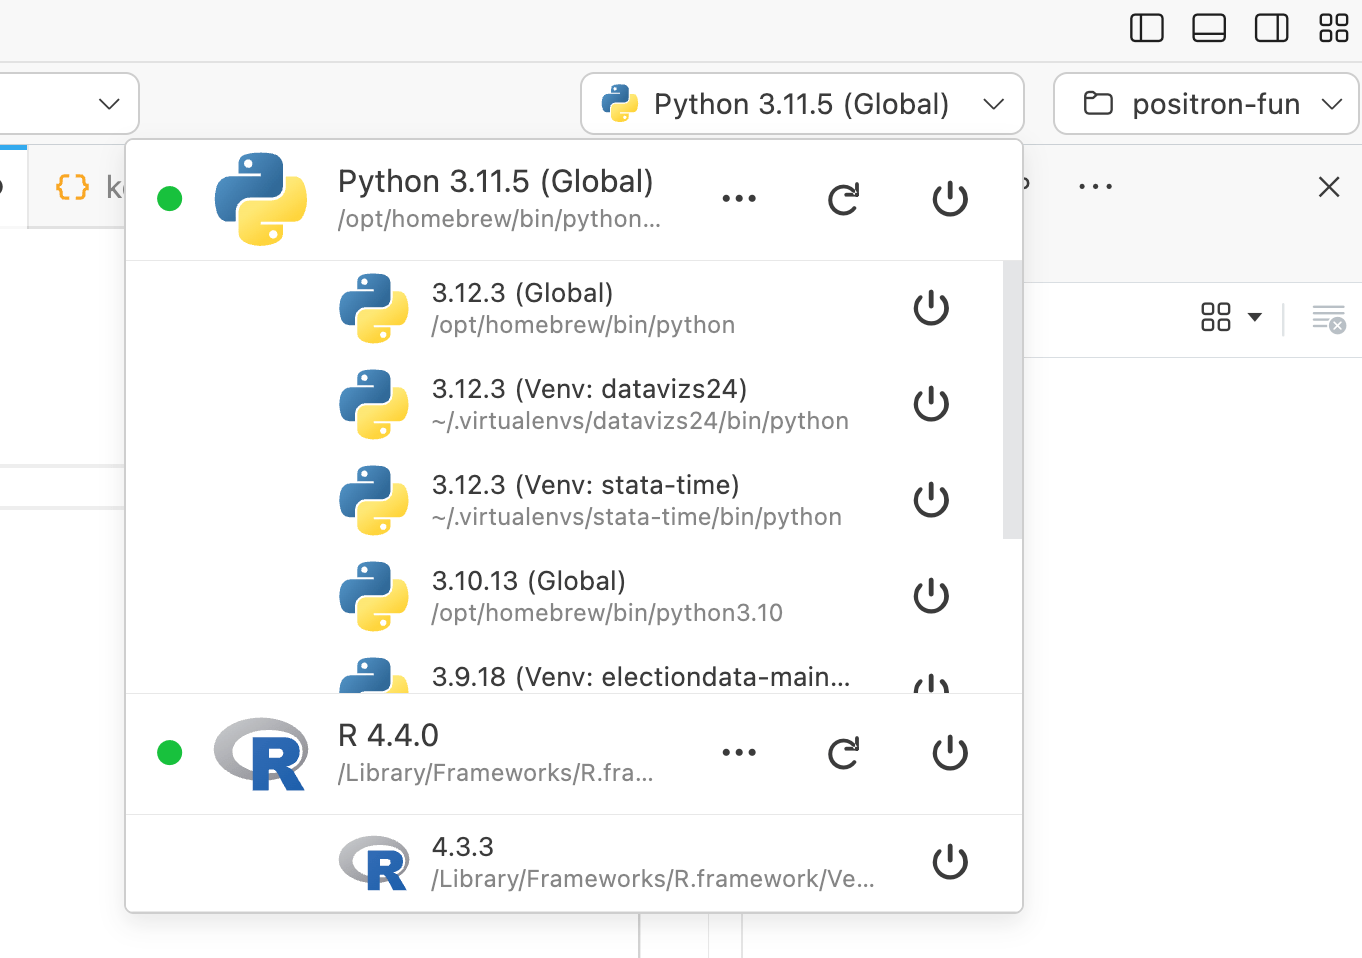 Python 3.11.5 (Global)
positron-fun
Python 3.11.5 (Global)
/opt/homebrew/bin/python...
3.12.3 (Global)
/opt/homebrew/bin/python
3.12.3 (Venv: datavizs24)
~/.virtualenvs/datavizs24/bin/python
3.12.3 (Venv: stata-time)
~/.virtualenvs/stata-time/bin/python
3.10.13 (Global)
/opt/homebrew/bin/python3.10
3.9.18 (Venv: electiondata-main...
R 4.4.0
/Library/Frameworks/R.fra...
4.3.3
/Library/Frameworks/R.framework/Ve...